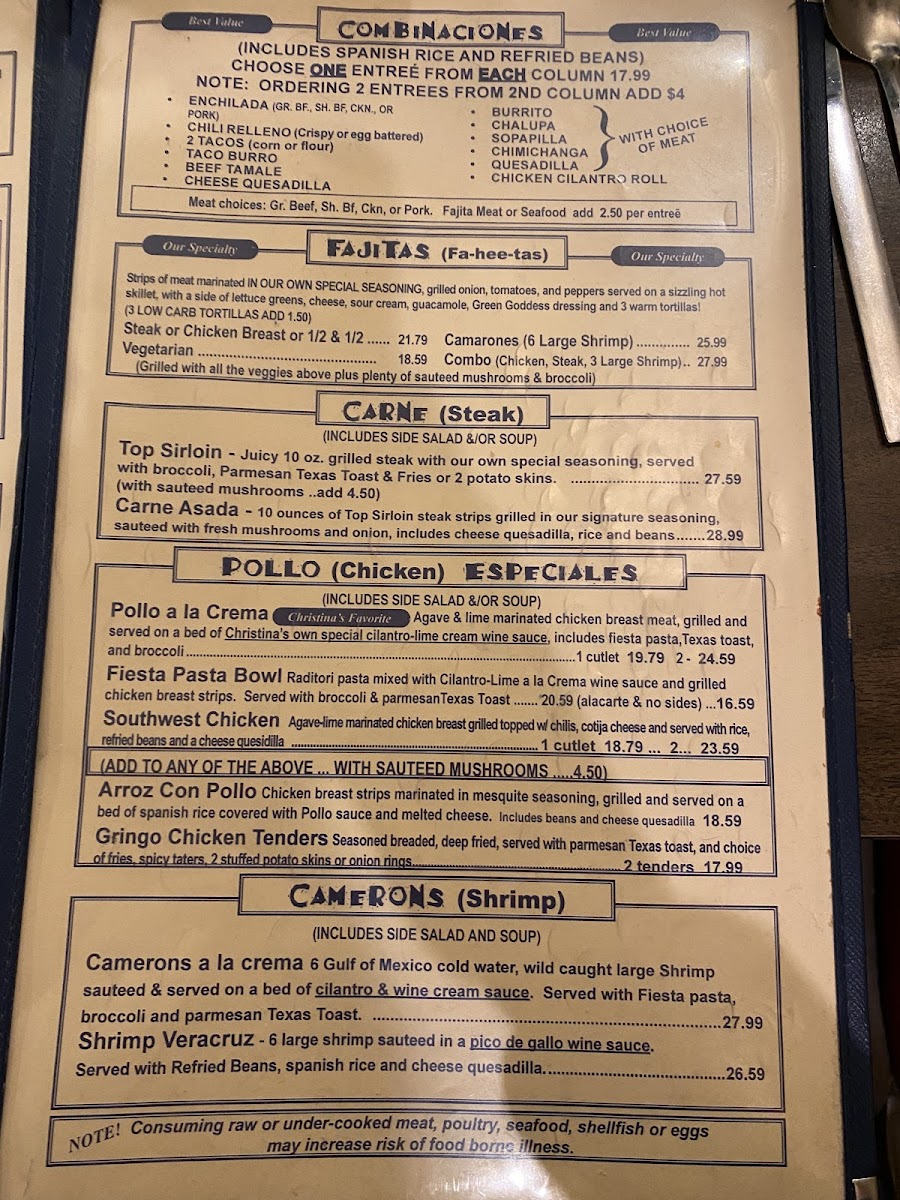 Best Value
COMBINACIONES
Best Value
(INCLUDES SPANISH RICE AND REFRIED BEANS)
CHOOSE ONE ENTREÉ FROM EACH COLUMN 17.99
NOTE: ORDERING 2 ENTREES FROM 2ND COLUMN ADD $4
• ENCHILADA (GR. BF., SH. BF, CKN., OR
PORK)
• CHILI RELLENO (Crispy or egg battered)
• 2 TACOS (corn or flour)
• TACO BURRO
• BEEF TAMALE
• CHEESE QUESADILLA
• BURRITO
• CHALUPA
• SOPAPILLA
• CHIMICHANGA
• QUESADILLA
• CHICKEN CILANTRO ROLL
WITH CHOICE
OF MEAT
Meat choices: Gr. Beef, Sh. Bf, Ckn, or Pork. Fajita Meat or Seafood add 2.50 per entreë
Our Specialty
FAJITAS (Fa-hee-tas)
Our Specialty
Strips of meat marinated IN OUR OWN SPECIAL SEASONING, grilled onion, tomatoes, and peppers served on a sizzling hot
skillet, with a side of lettuce greens, cheese, sour cream, guacamole, Green Goddess dressing and 3 warm tortillas!
(3 LOW CARB TORTILLAS ADD 1.50)
Steak or Chicken Breast or 1/2 & 1/2 ...... 21.79 Camarones (6 Large Shrimp) .............. 25.99
Vegetarian ............................................. 18.59 Combo (Chicken, Steak, 3 Large Shrimp).. 27.99
(Grilled with all the veggies above plus plenty of sauteed mushrooms & broccoli)
CARNE (Steak)
(INCLUDES SIDE SALAD &/OR SOUP)
Top Sirloin - Juicy 10 oz. grilled steak with our own special seasoning, served
with broccoli, Parmesan Texas Toast & Fries or 2 potato skins. ................................ 27.59
(with sauteed mushrooms ..add 4.50)
Carne Asada - 10 ounces of Top Sirloin steak strips grilled in our signature seasoning,
sauteed with fresh mushrooms and onion, includes cheese quesadilla, rice and beans.......28.99
POLLO (Chicken) ESPECIALES
(INCLUDES SIDE SALAD &/OR SOUP)
Pollo a la Crema Christina's Favorite Agave & lime marinated chicken breast meat, grilled and
served on a bed of Christina's own special cilantro-lime cream wine sauce, includes fiesta pasta,Texas toast,
and broccoli.....................................................................................................1 cutlet 19.79 2 - 24.59
Fiesta Pasta Bowl Raditori pasta mixed with Cilantro-Lime a la Crema wine sauce and grilled
chicken breast strips. Served with broccoli & parmesanTexas Toast ....... 20.59 (alacarte & no sides) ...16.59
Southwest Chicken Agave-lime marinated chicken breast grilled topped w/ chilis, cotija cheese and served with rice,
refried beans and a cheese quesidilla ................................................................. 1 cutlet 18.79 ... 2... 23.59
(ADD TO ANY OF THE ABOVE ... WITH SAUTEED MUSHROOMS .....4.50)
Arroz Con Pollo Chicken breast strips marinated in mesquite seasoning, grilled and served on a
bed of spanish rice covered with Pollo sauce and melted cheese. Includes beans and cheese quesadilla 18.59
Gringo Chicken Tenders Seasoned breaded, deep fried, served with parmesan Texas toast, and choice
of fries, spicy taters, 2 stuffed potato skins or onion rings...................................................... 2 tenders 17.99
CAMERONS (Shrimp)
(INCLUDES SIDE SALAD AND SOUP)
Camerons a la crema 6 Gulf of Mexico cold water, wild caught large Shrimp
sauteed & served on a bed of cilantro & wine cream sauce. Served with Fiesta pasta,
broccoli and parmesan Texas Toast. ................................................................................27.99
Shrimp Veracruz - 6 large shrimp sauteed in a pico de gallo wine sauce.
Served with Refried Beans, spanish rice and cheese quesadilla..........................................26.59
NOTE! Consuming raw or under-cooked meat, poultry, seafood, shellfish or eggs
may increase risk of food borne illness.